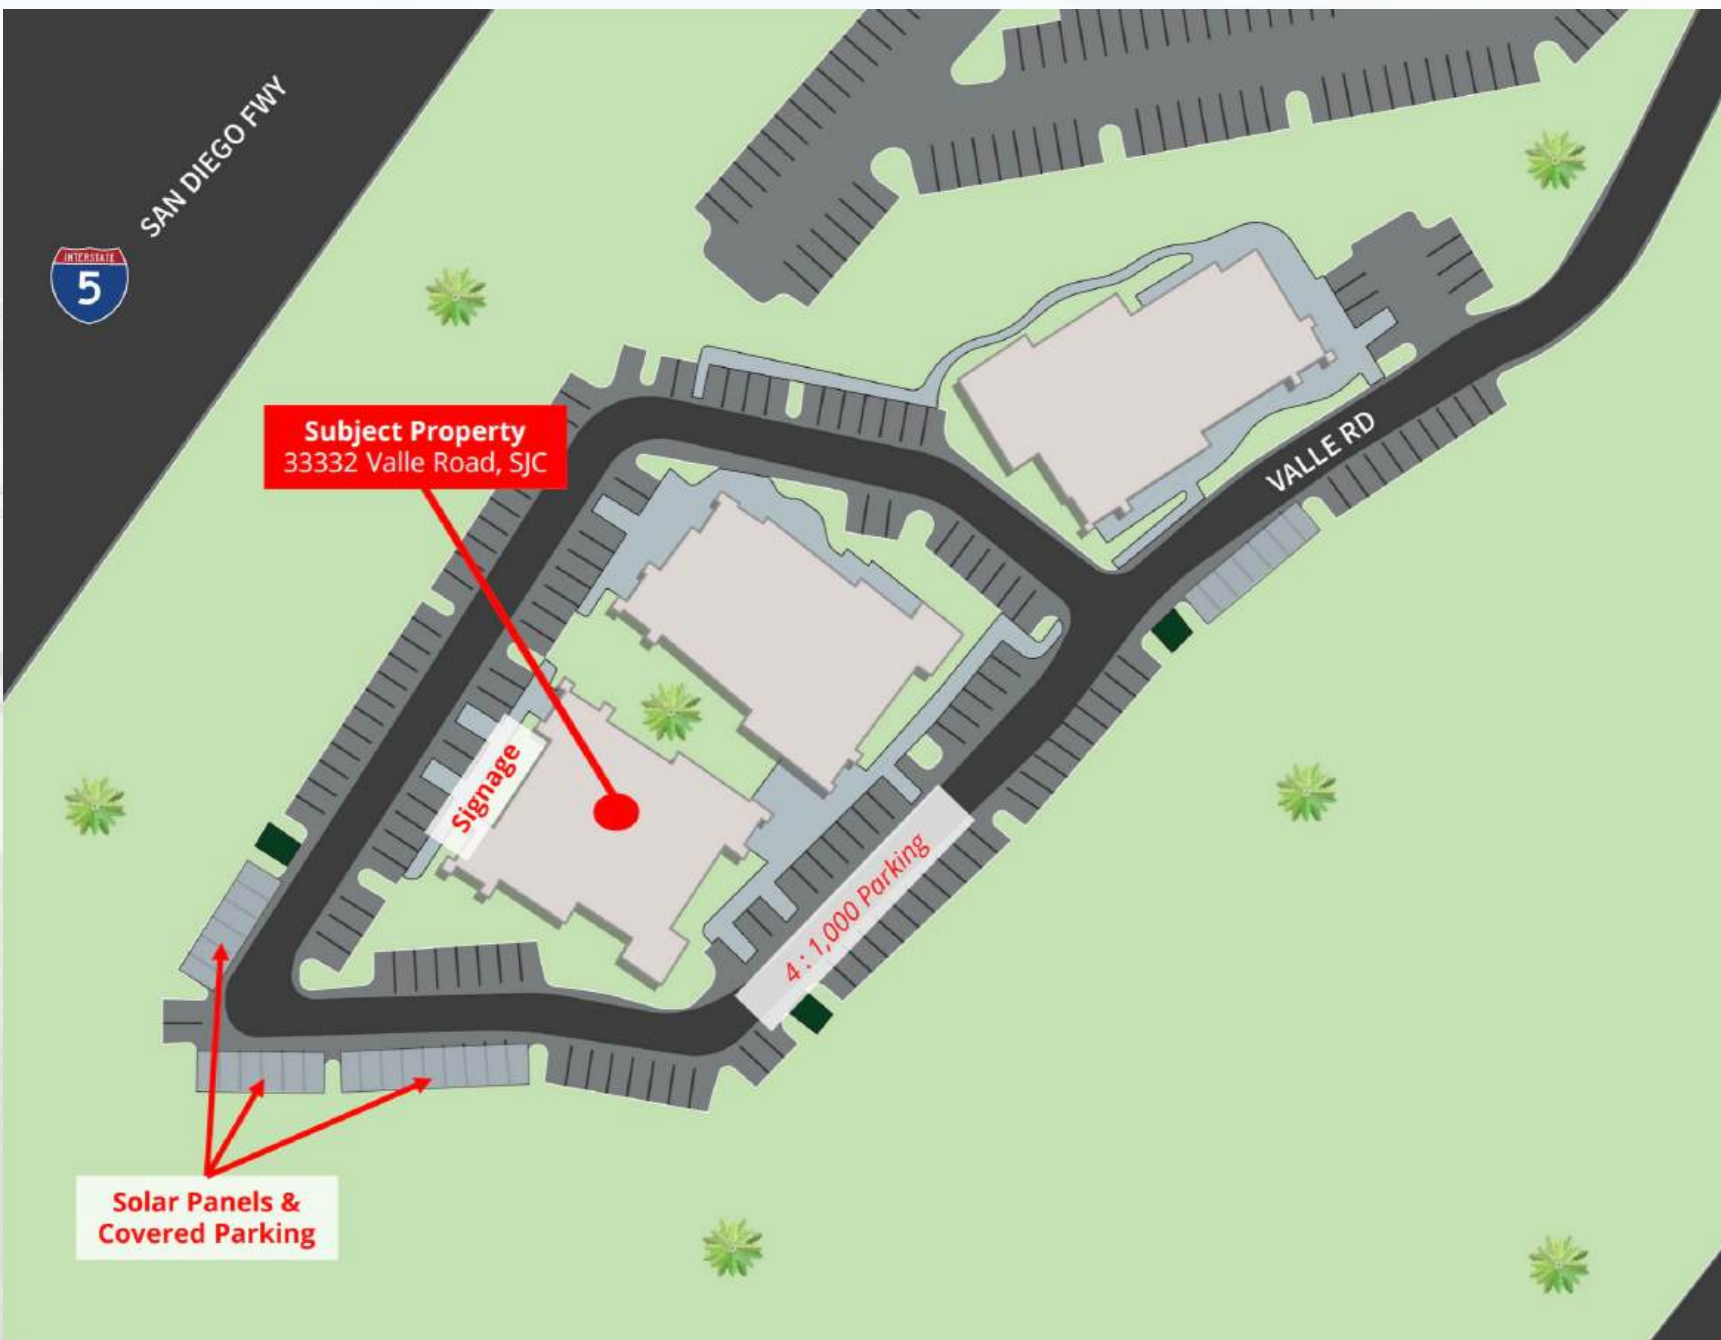 SAN DIEGO FWY
INTERSTATE
5
Subject Property
33332 Valle Road, SJC
VALLE RD
Signage
4 : 1,000 Parking
Solar Panels &
Covered Parking